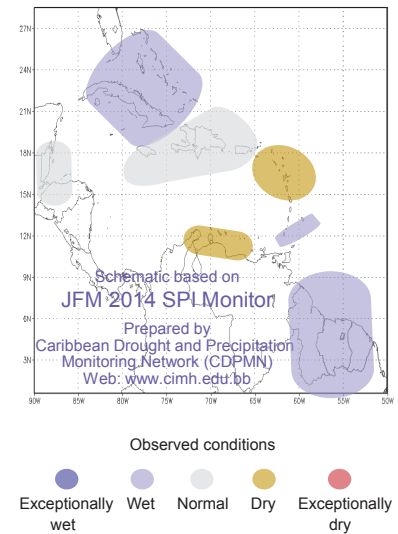 27N
24N
21N
18N
15N
12N
9N
6N
3N
90W 85W 80W 75W 70W 65W 60W 55W 50W
Schematic based on
JFM 2014 SPI Monitor
Prepared by
Caribbean Drought and Precipitation
Monitoring Network (CDPMN)
Web: www.cimh.edu.bb
Observed conditions
Exceptionally wet
Wet
Normal
Dry
Exceptionally dry